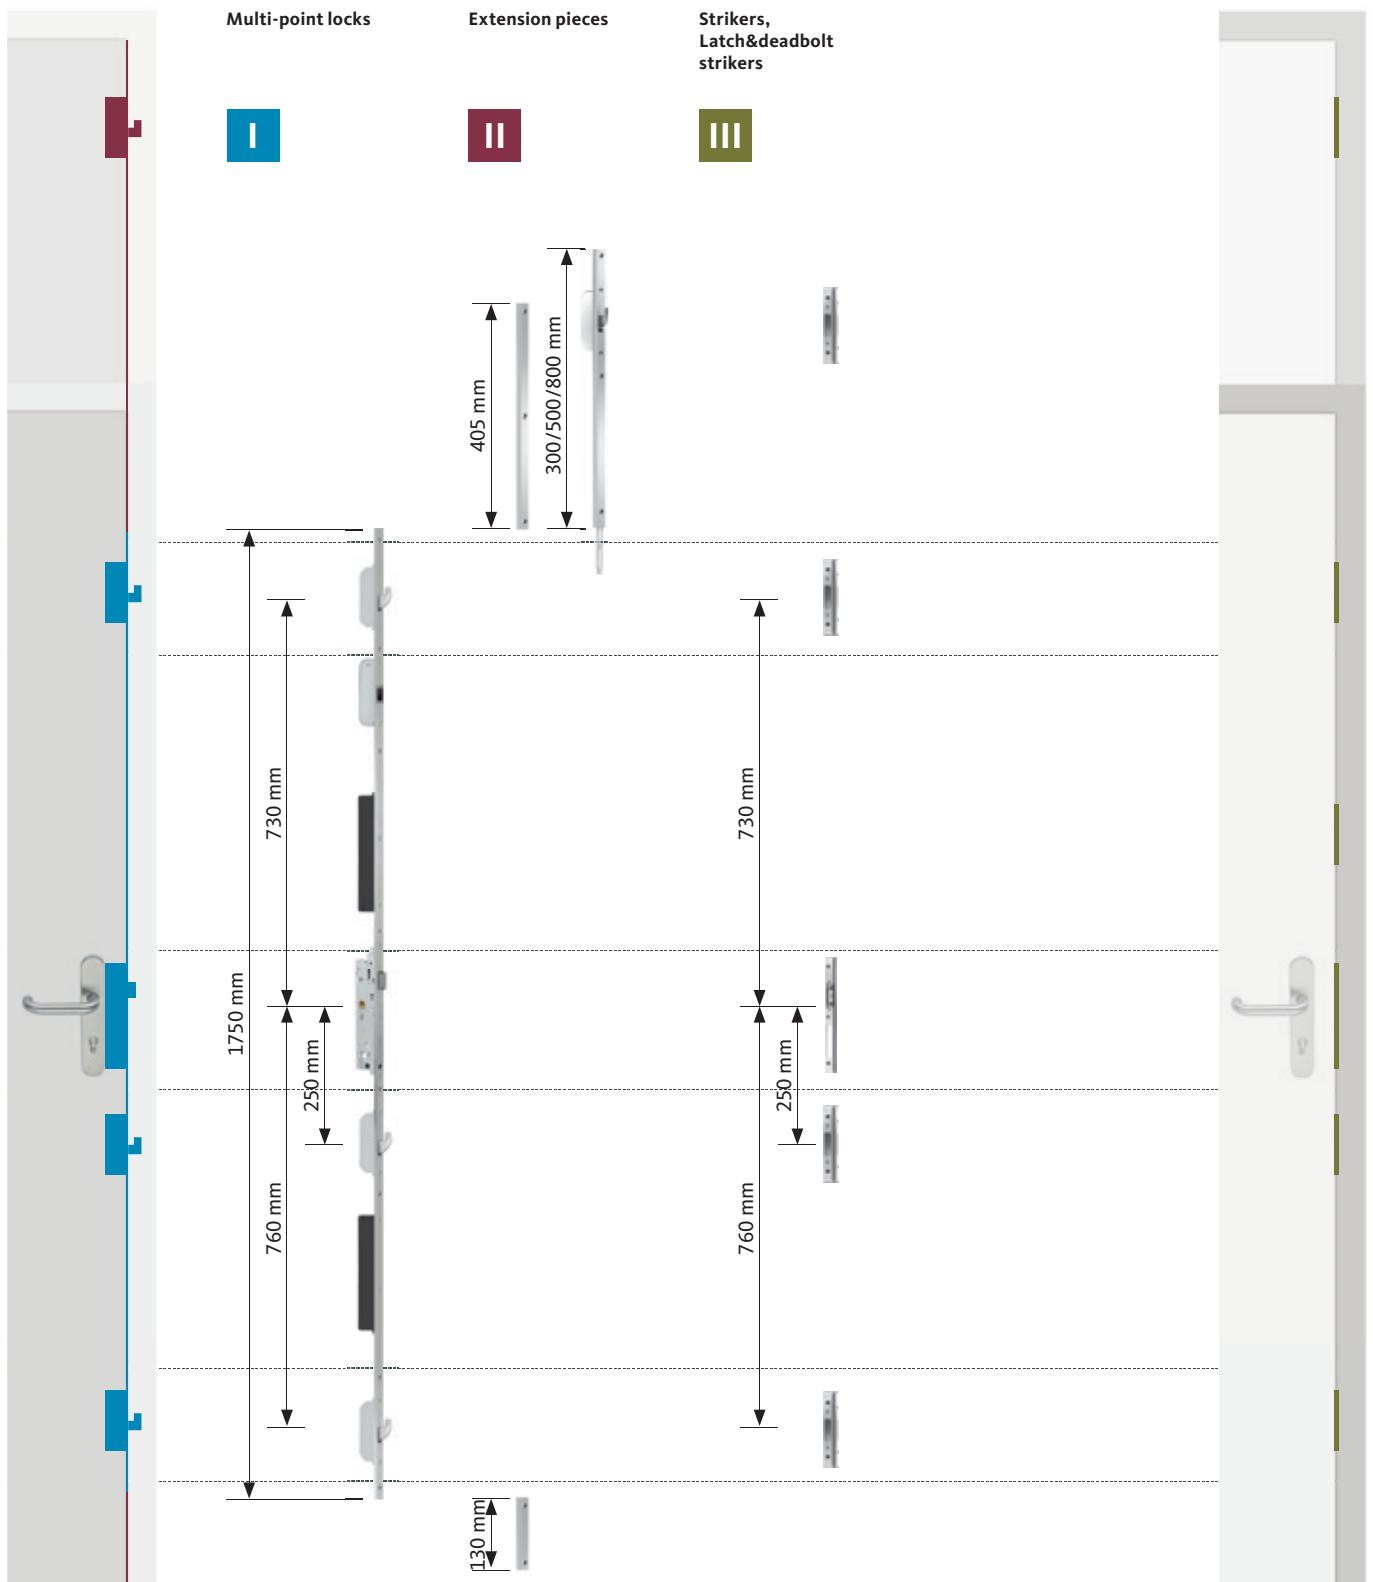 Multi-point locks
Extension pieces
Strikers,
Latch&deadbolt
strikers
I
II
III
405 mm
300/500/800 mm
730 mm
1750 mm
250 mm
760 mm
730 mm
250 mm
760 mm
130 mm